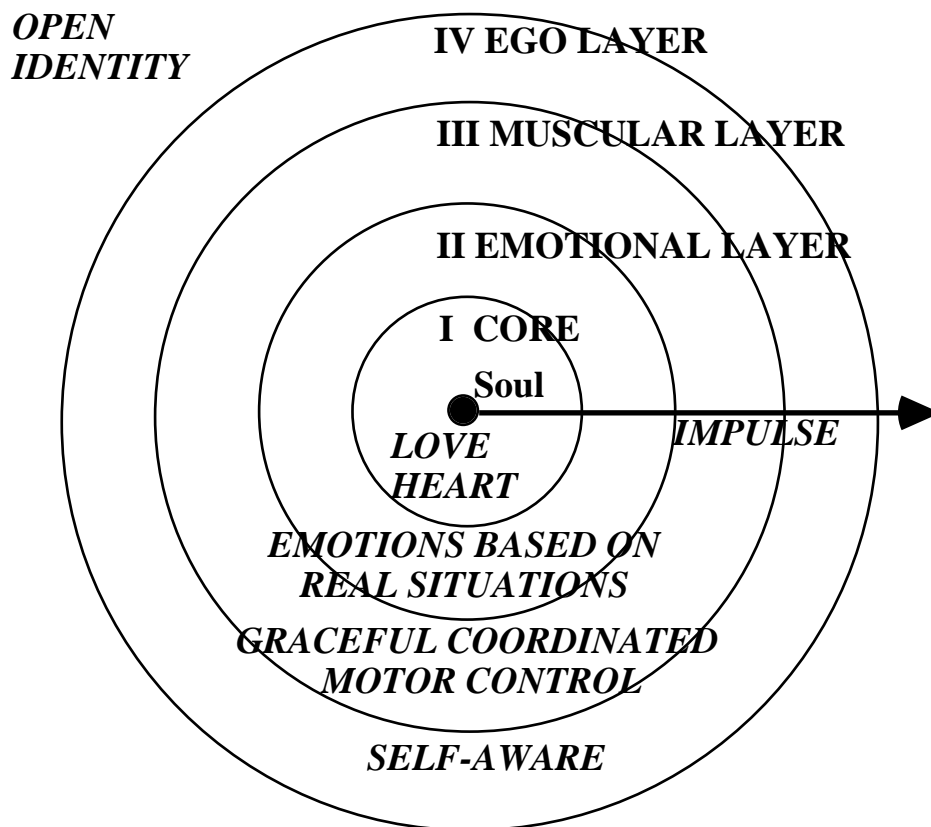 OPEN
IDENTITY
IV EGO LAYER
III MUSCULAR LAYER
II EMOTIONAL LAYER
I CORE
Soul
IMPULSE
LOVE
HEART
EMOTIONS BASED ON
REAL SITUATIONS
GRACEFUL COORDINATED
MOTOR CONTROL
SELF-AWARE